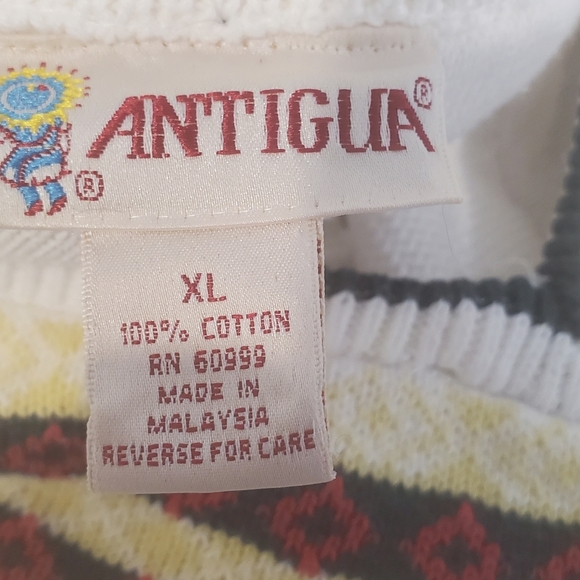 ANTIGUA®
®
XL
100% COTTON
RN 60999
MADE IN
MALAYSIA
REVERSE FOR CARE